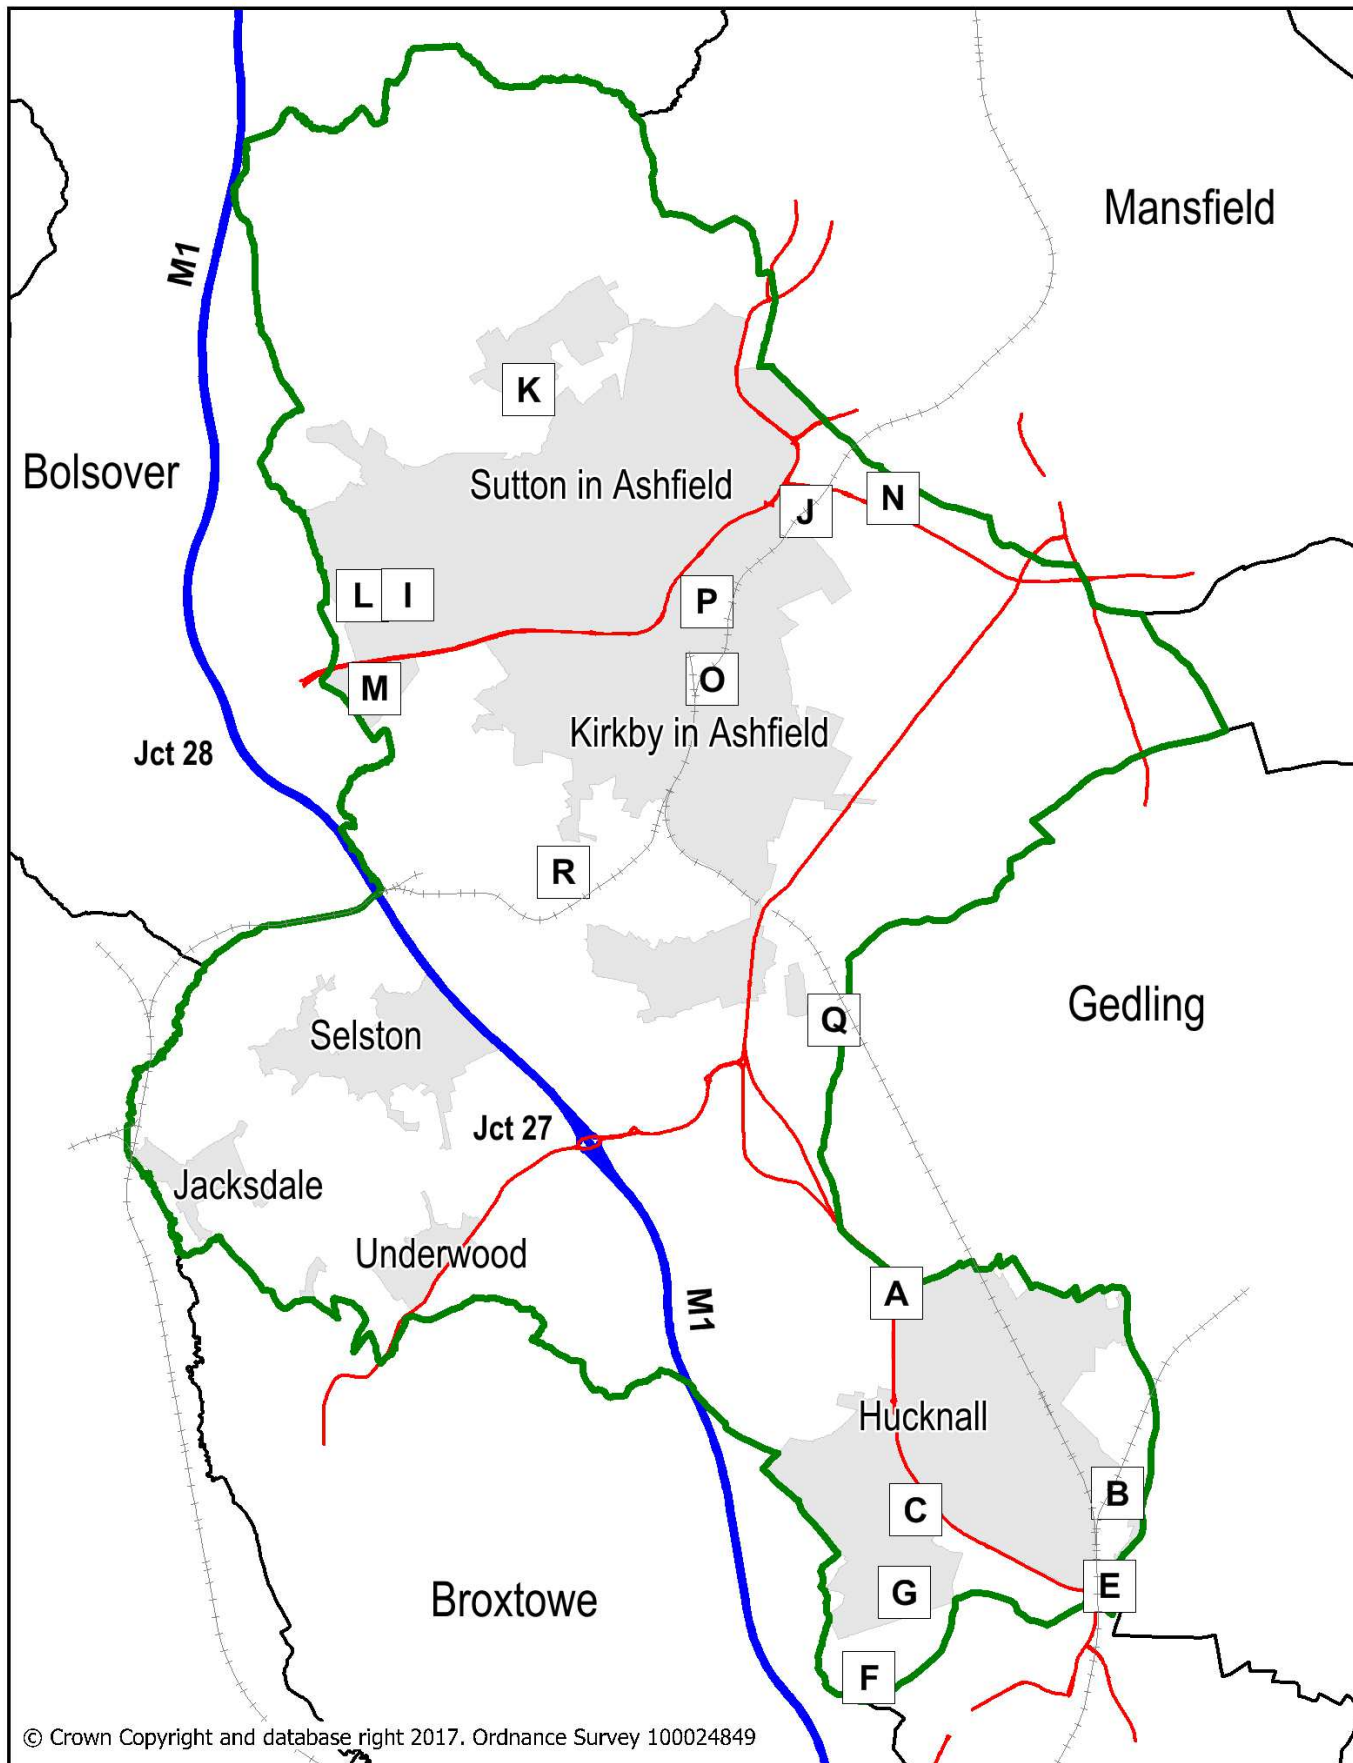 Mansfield
M1
K
Bolsover
Sutton in Ashfield
N
J
L
I
P
O
M
Kirkby in Ashfield
Jct 28
R
Gedling
Q
Selston
Jct 27
Jacksdale
Underwood
A
M1
Hucknall
B
C
E
G
Broxtowe
F
© Crown Copyright and database right 2017. Ordnance Survey 100024849